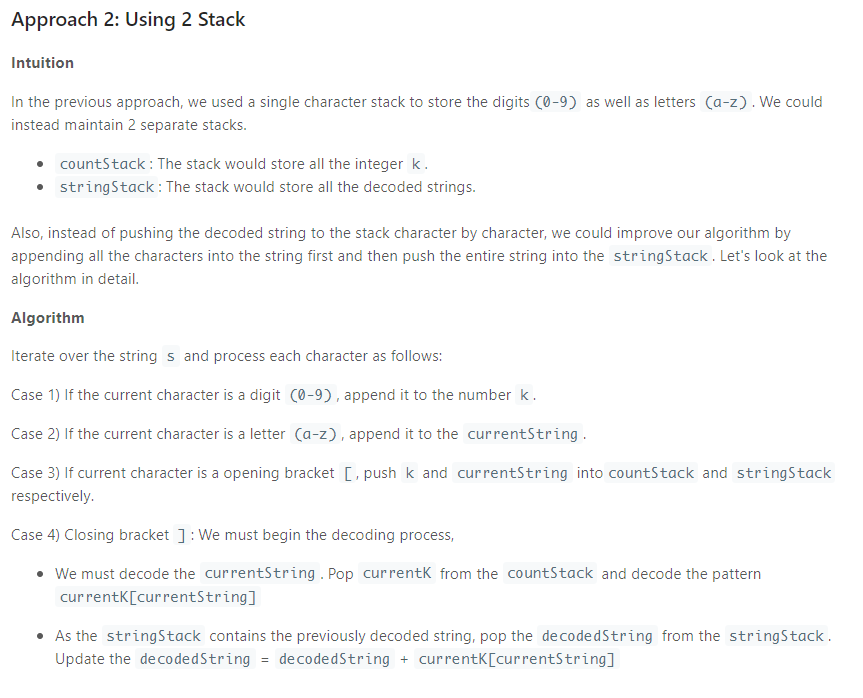 Approach 2: Using 2 Stack
Intuition
In the previous approach, we used a single character stack to store the digits (0-9) as well as letters (a-z). We could
instead maintain 2 separate stacks.
• countStack: The stack would store all the integer k.
• stringStack: The stack would store all the decoded strings.
Also, instead of pushing the decoded string to the stack character by character, we could improve our algorithm by
appending all the characters into the string first and then push the entire string into the stringStack. Let's look at the
algorithm in detail.
Algorithm
Iterate over the string s and process each character as follows:
Case 1) If the current character is a digit (0-9), append it to the number k.
Case 2) If the current character is a letter (a-z), append it to the currentString.
Case 3) If current character is a opening bracket [, push k and currentString into countStack and stringStack
respectively.
Case 4) Closing bracket ]: We must begin the decoding process,
• We must decode the currentString. Pop currentK from the countStack and decode the pattern
currentK[currentString]
• As the stringStack contains the previously decoded string, pop the decodedString from the stringStack.
Update the decodedString = decodedString + currentK[currentString]